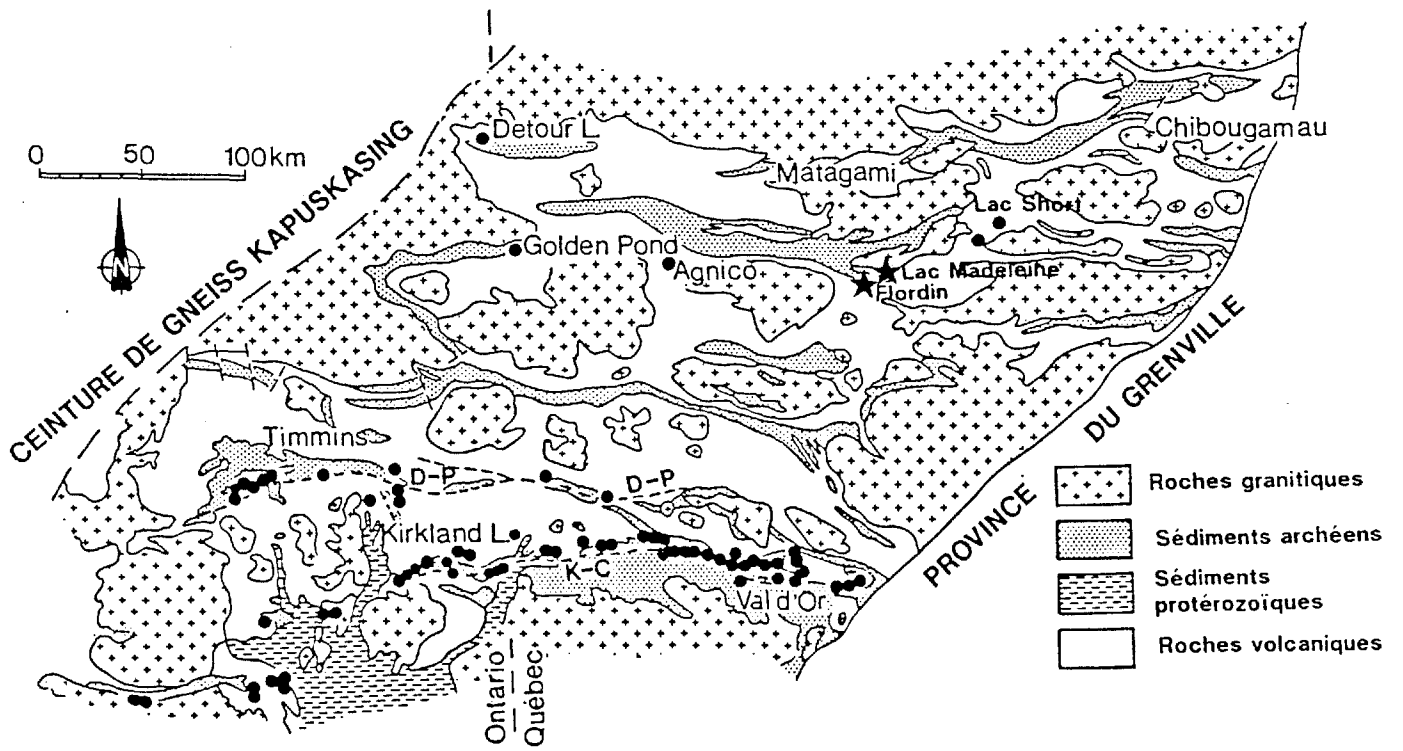 Detour L.
Chibougamau
0 50 100km
Matagami
CEINTURE DE GNEISS KAPUSKASING
Lac Short
N
Golden Pond
Agnico
Lac Madeleine
Flordin
PROVINCE DU GRENVILLE
Timmins
D-P
D-P
Kirkland L.
K-C
Val d'Or
Ontario
Québec
Roches granitiques
Sédiments archéens
Sédiments
protérozoïques
Roches volcaniques